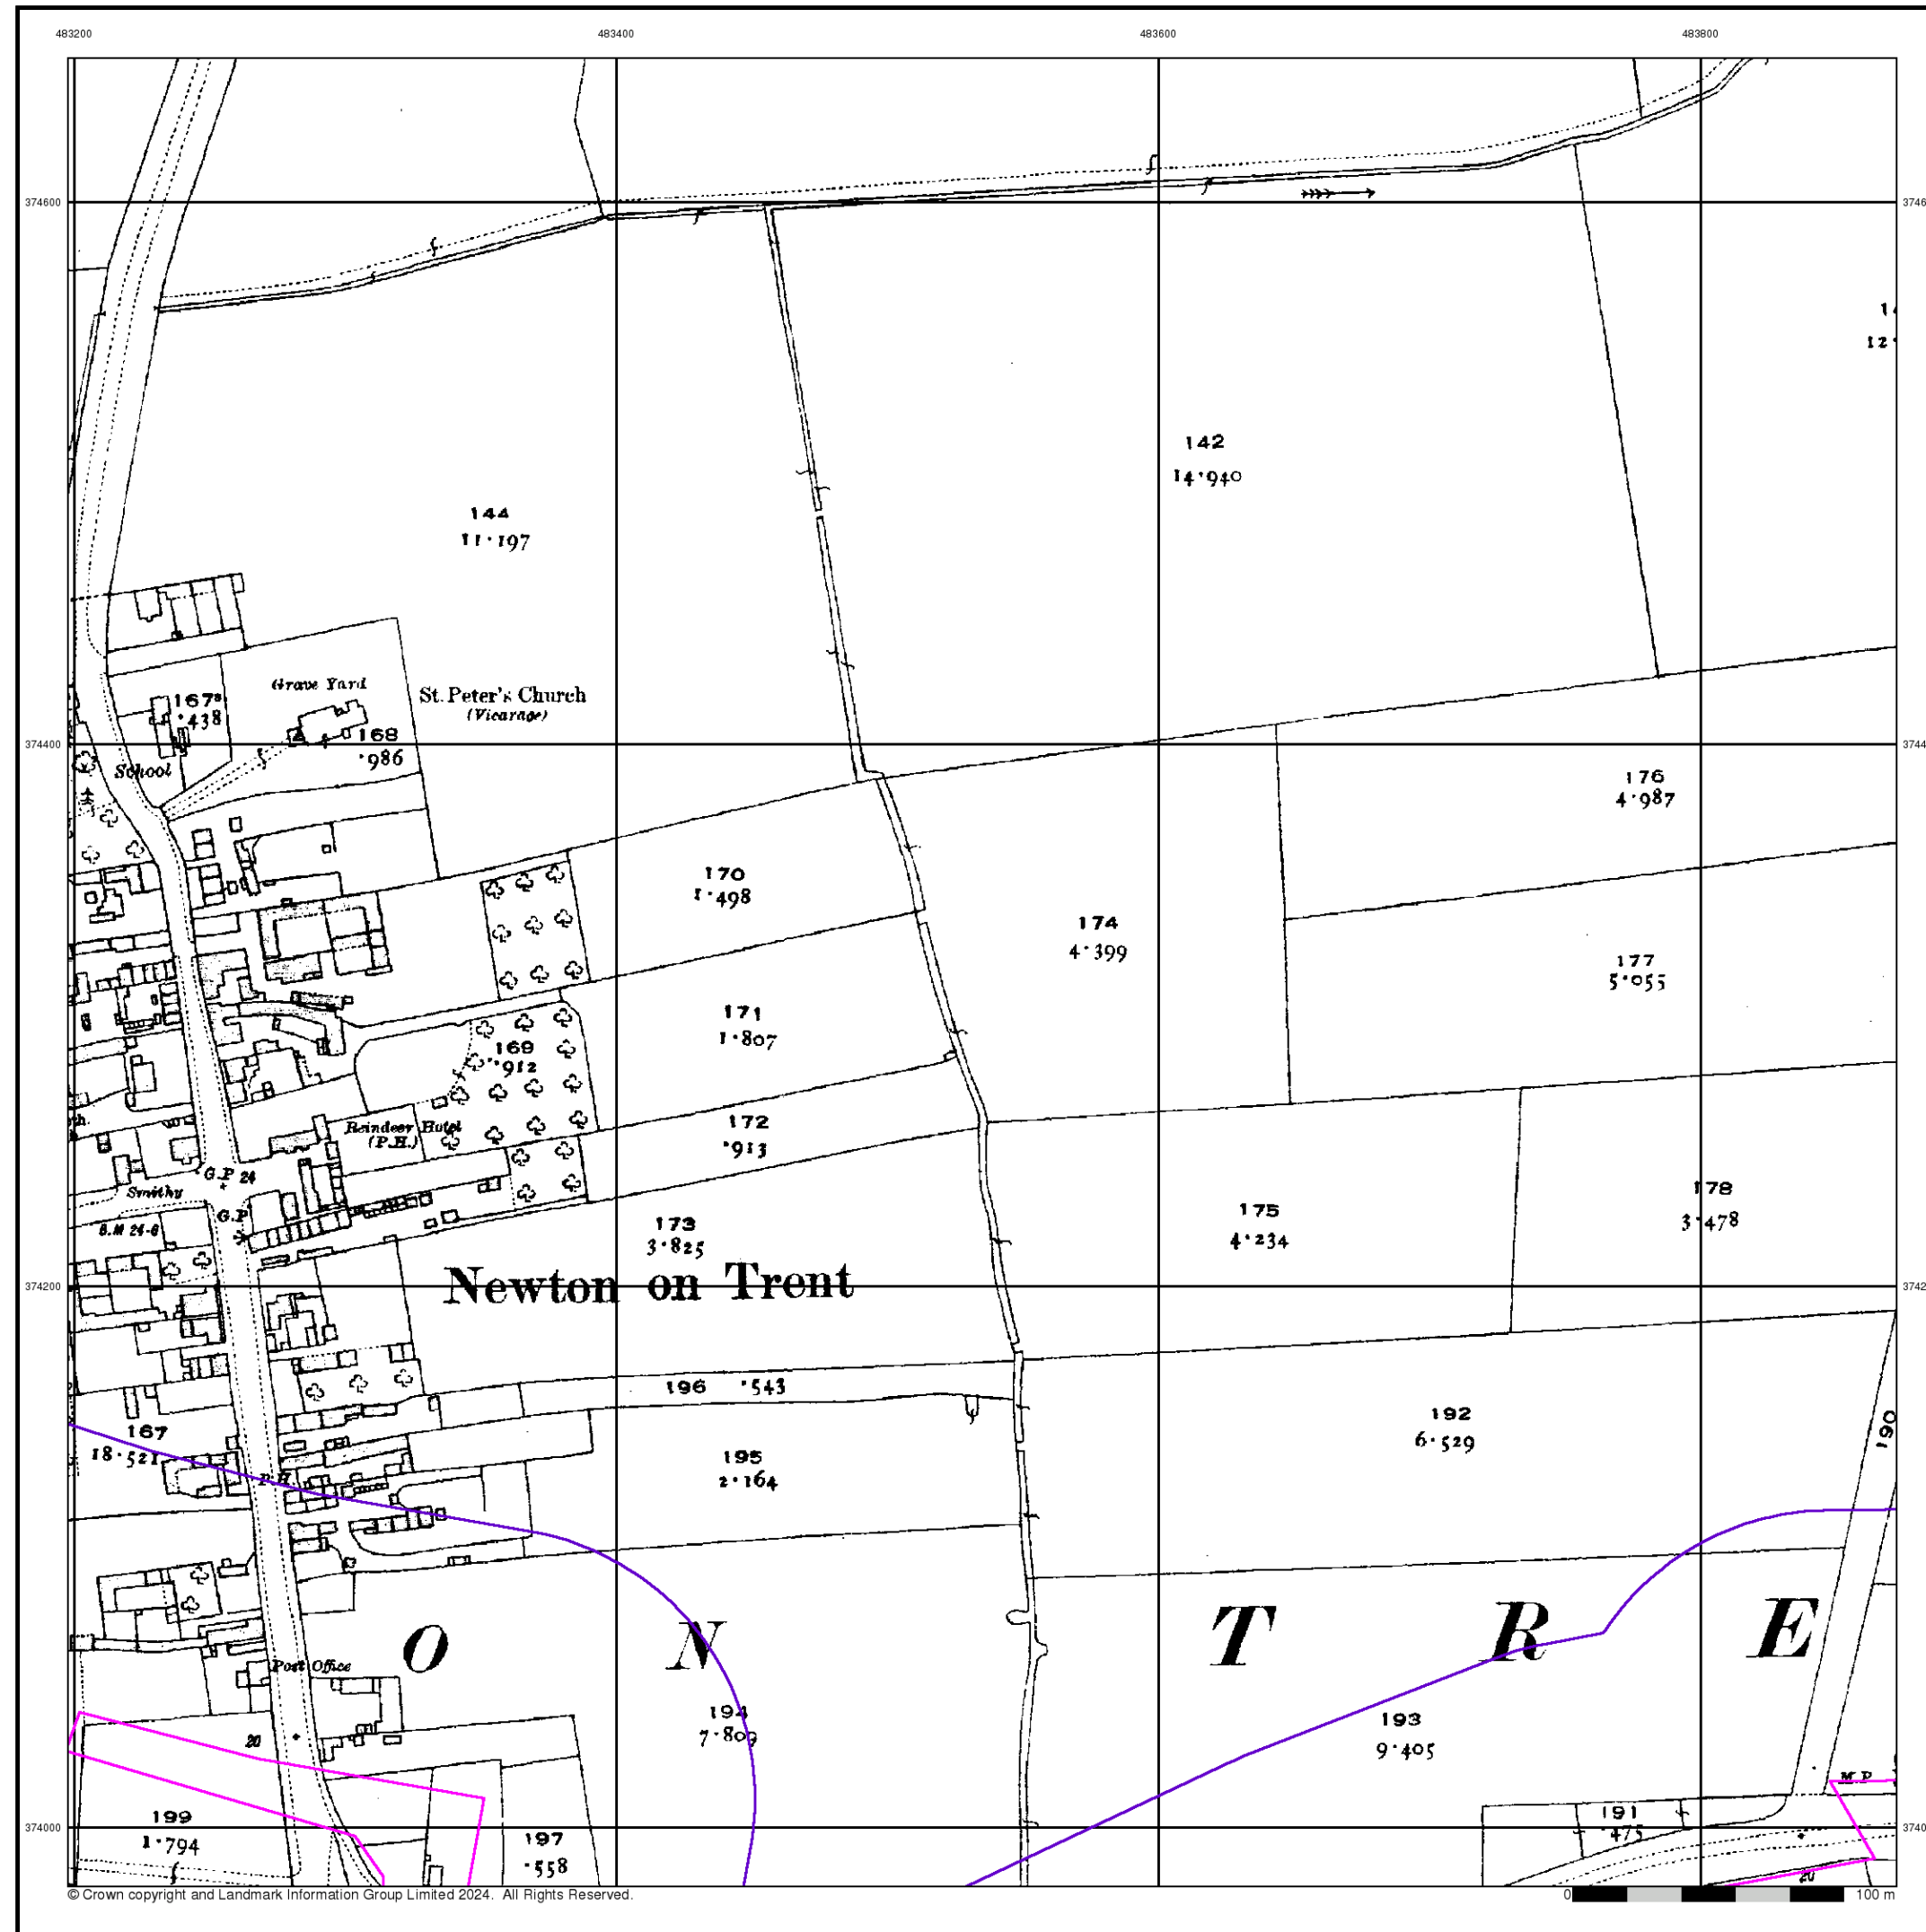 483200 483400 483600 483800
374600
142
14·940
144
11·197
12·
Grave Yard
St. Peter's Church
(Vicarage)
167ª
·438
168
·986
School
374400
176
4·987
170
1·498
174
4·399
177
5·055
171
1·807
169
·912
Reindeer Hotel
(P.H.)
172
·913
G.P 24
Smithy
G.P
B.M 24·6
173
3·825
175
4·234
178
3·478
374200
Newton on Trent
196 ·543
192
6·529
190
167
18·521
P.H.
195
2·164
O N T R E
Post Office
194
7·809
193
9·405
20
M.P
199
1·794
374000
197
·558
191
·475
20
© Crown copyright and Landmark Information Group Limited 2024. All Rights Reserved.
0 100 m